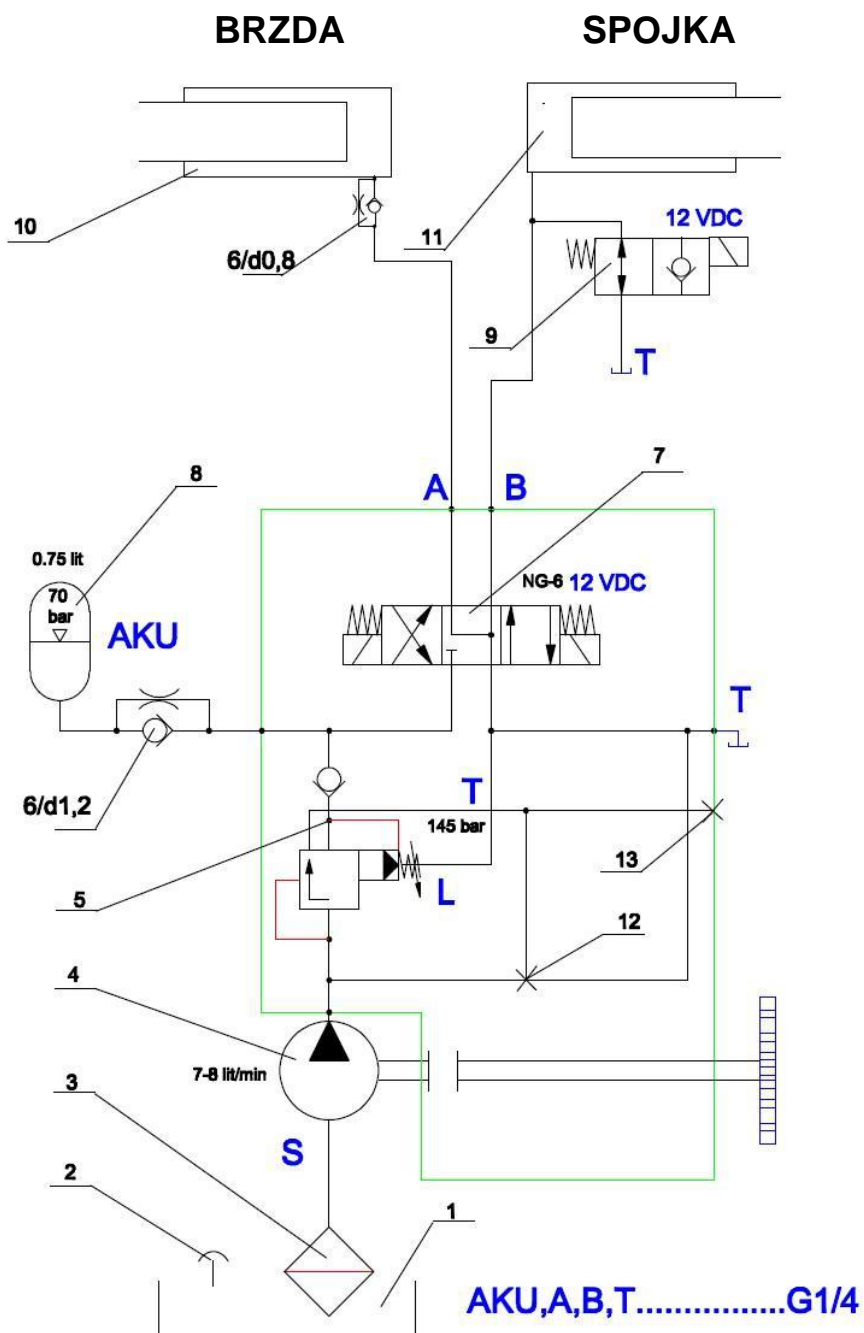 BRZDA SPOJKA
12 VDC
10
11
6/d0,8
9
T
A B
8
7
0.75 lit
NG-6 12 VDC
70
bar
AKU
T
6/d1,2
T
145 bar
13
5
L
12
4
7-8 lit/min
3
S
2
1
AKU,A,B,T................G1/4